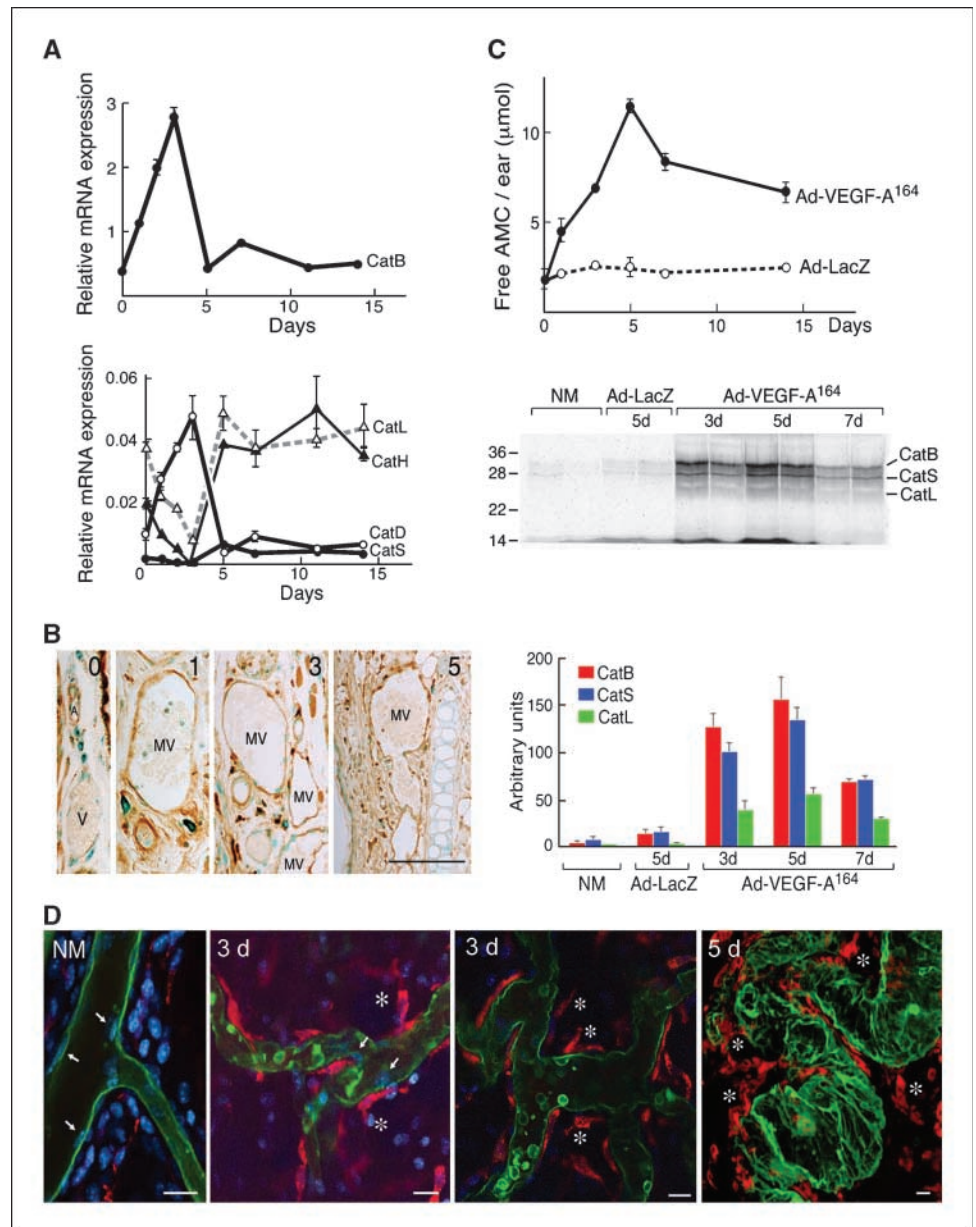 A
Relative mRNA expression
3
2
1
0 5 10 15
Days
CatB
Relative mRNA expression
0.06
0.04
0.02
0 5 10 15
Days
CatL
CatH
CatD
CatS
C
Free AMC / ear (µmol)
10
5
0 5 10 15 Days
Ad-VEGF-A¹⁶⁴
Ad-LacZ
NM Ad-LacZ Ad-VEGF-A¹⁶⁴
5d 3d 5d 7d
36
28
22
14
CatB
CatS
CatL
B
0 1 3 5
A
V
MV
MV
MV
MV
MV
Arbitrary units
200
150
100
50
0
CatB
CatS
CatL
5d 3d 5d 7d
NM Ad-LacZ Ad-VEGF-A¹⁶⁴
D
NM 3 d 3 d 5 d
* * * * * * * * *